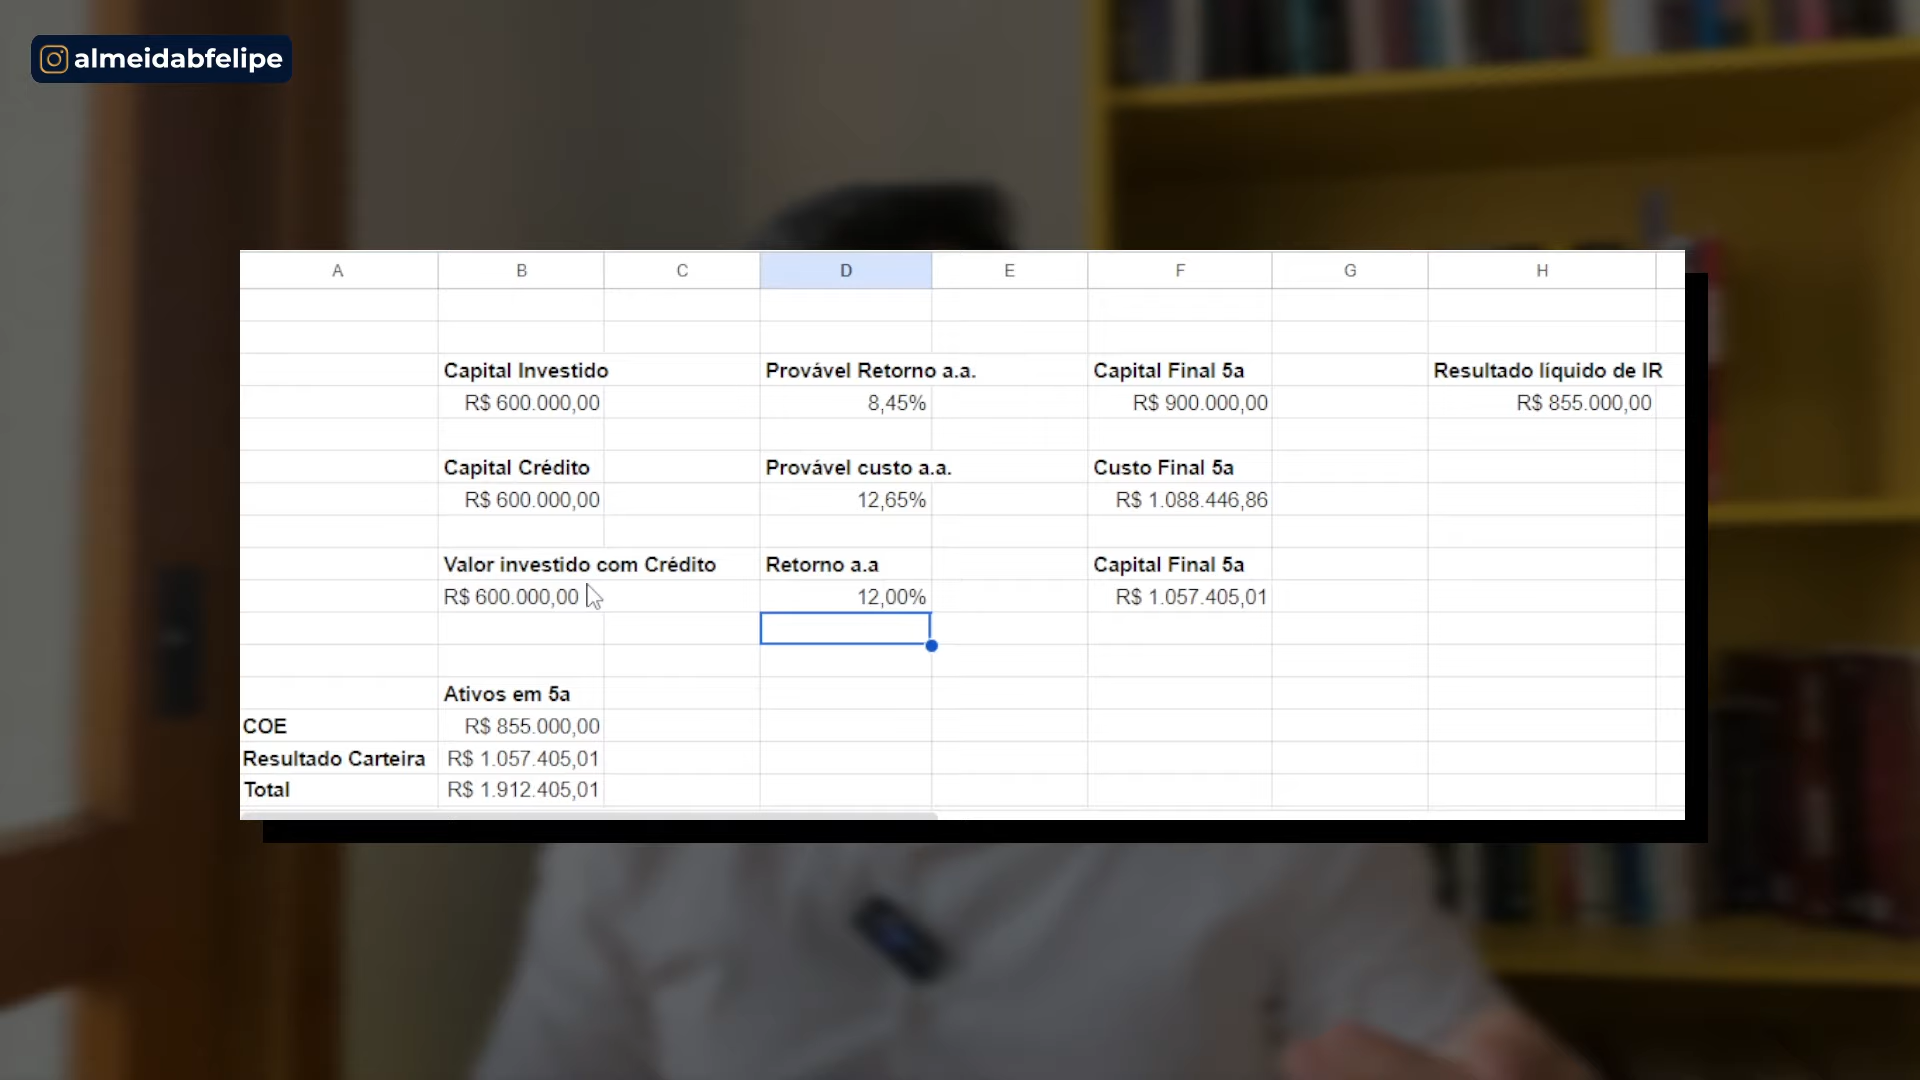 almeidabfelipe
A B C D E F G H
Capital Investido Provável Retorno a.a. Capital Final 5a Resultado líquido de IR
R$ 600.000,00 8,45% R$ 900.000,00 R$ 855.000,00
Capital Crédito Provável custo a.a. Custo Final 5a
R$ 600.000,00 12,65% R$ 1.088.446,86
Valor investido com Crédito Retorno a.a Capital Final 5a
R$ 600.000,00 12,00% R$ 1.057.405,01
Ativos em 5a
COE R$ 855.000,00
Resultado Carteira R$ 1.057.405,01
Total R$ 1.912.405,01